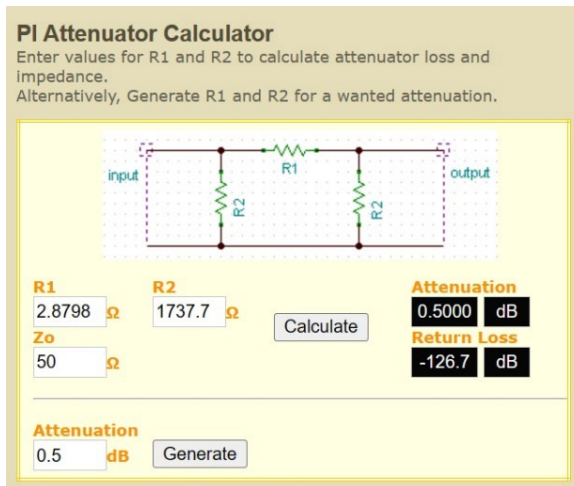 PI Attenuator Calculator
Enter values for R1 and R2 to calculate attenuator loss and
impedance.
Alternatively, Generate R1 and R2 for a wanted attenuation.
R1
input
output
R2
R2
R1 R2 Attenuation
2.8798 Ω 1737.7 Ω Calculate 0.5000 dB
Zo Return Loss
50 Ω -126.7 dB
Attenuation
0.5 dB Generate